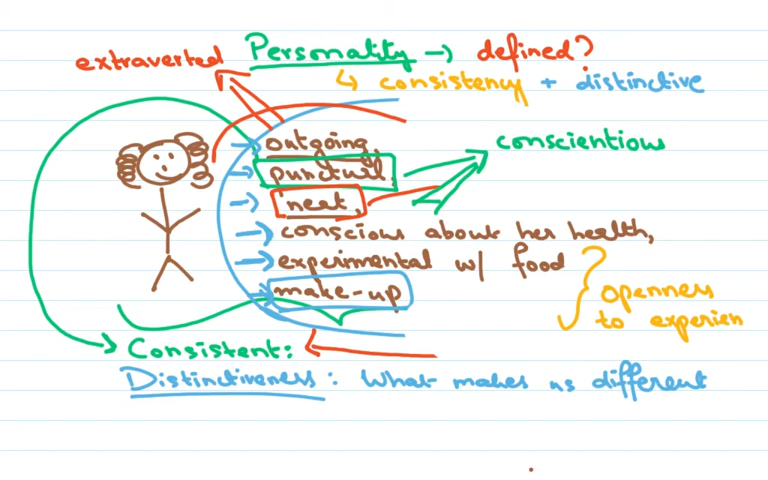 extraverted Personality → defined?
↳ consistency + distinctive
outgoing,
conscientious
punctual,
neat,
conscious about her health,
experimental w/ food
make-up
openness
to experien
Consistent:
Distinctiveness: What makes us different